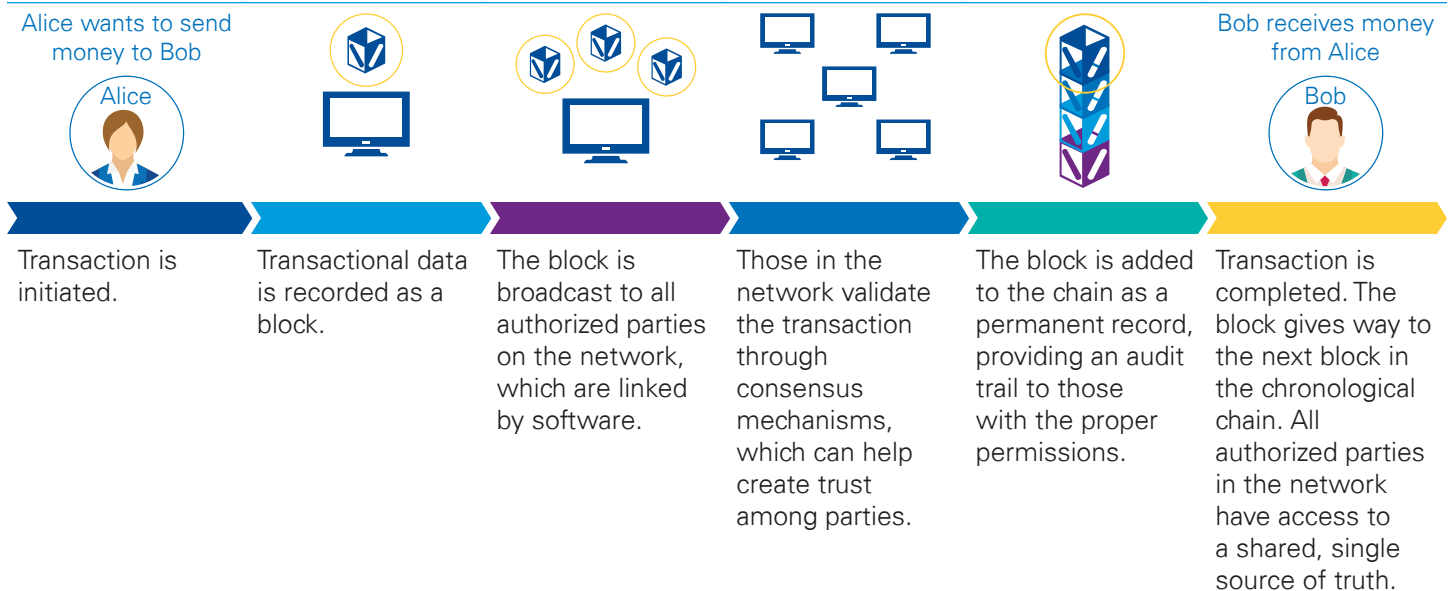 Alice wants to send
money to Bob
Alice
Bob receives money
from Alice
Bob
Transaction is
initiated.
Transactional data
is recorded as a
block.
The block is
broadcast to all
authorized parties
on the network,
which are linked
by software.
Those in the
network validate
the transaction
through
consensus
mechanisms,
which can help
create trust
among parties.
The block is added
to the chain as a
permanent record,
providing an audit
trail to those
with the proper
permissions.
Transaction is
completed. The
block gives way to
the next block in
the chronological
chain. All
authorized parties
in the network
have access to
a shared, single
source of truth.